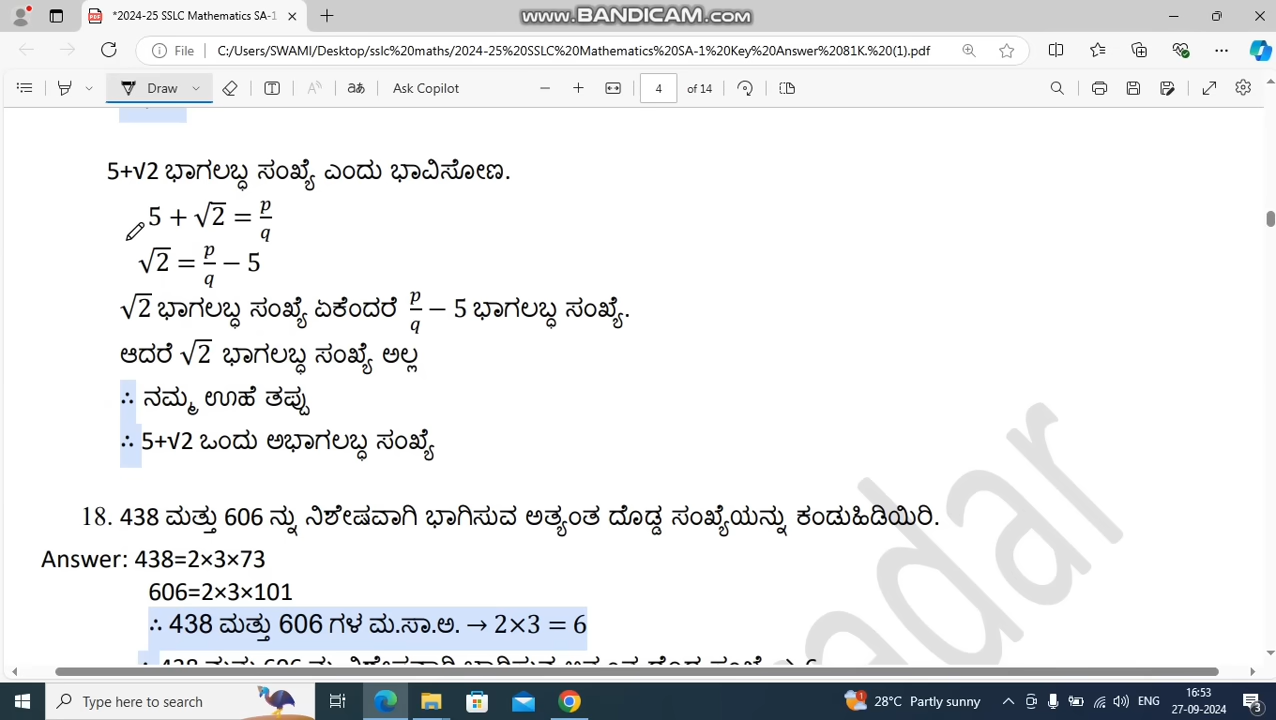 www.BANDICAM.com
*2024-25 SSLC Mathematics SA-1
File C:/Users/SWAMI/Desktop/sslc%20maths/2024-25%20SSLC%20Mathematics%20SA-1%20Key%20Answer%2081K.%20(1).pdf
Draw Ask Copilot 4 of 14
5+√2 ಭಾಗಲಬ್ಧ ಸಂಖ್ಯೆ ಎಂದು ಭಾವಿಸೋಣ.
5 + √2 = p/q
√2 = p/q − 5
√2 ಭಾಗಲಬ್ಧ ಸಂಖ್ಯೆ ಏಕೆಂದರೆ p/q − 5 ಭಾಗಲಬ್ಧ ಸಂಖ್ಯೆ.
ಆದರೆ √2 ಭಾಗಲಬ್ಧ ಸಂಖ್ಯೆ ಅಲ್ಲ
∴ ನಮ್ಮ ಊಹೆ ತಪ್ಪು
∴ 5+√2 ಒಂದು ಅಭಾಗಲಬ್ಧ ಸಂಖ್ಯೆ
18. 438 ಮತ್ತು 606 ನ್ನು ನಿಶೇಷವಾಗಿ ಭಾಗಿಸುವ ಅತ್ಯಂತ ದೊಡ್ಡ ಸಂಖ್ಯೆಯನ್ನು ಕಂಡುಹಿಡಿಯಿರಿ.
Answer: 438=2×3×73
606=2×3×101
∴ 438 ಮತ್ತು 606 ಗಳ ಮ.ಸಾ.ಅ. → 2×3 = 6
Type here to search 28°C Partly sunny ENG 16:53
27-09-2024 3